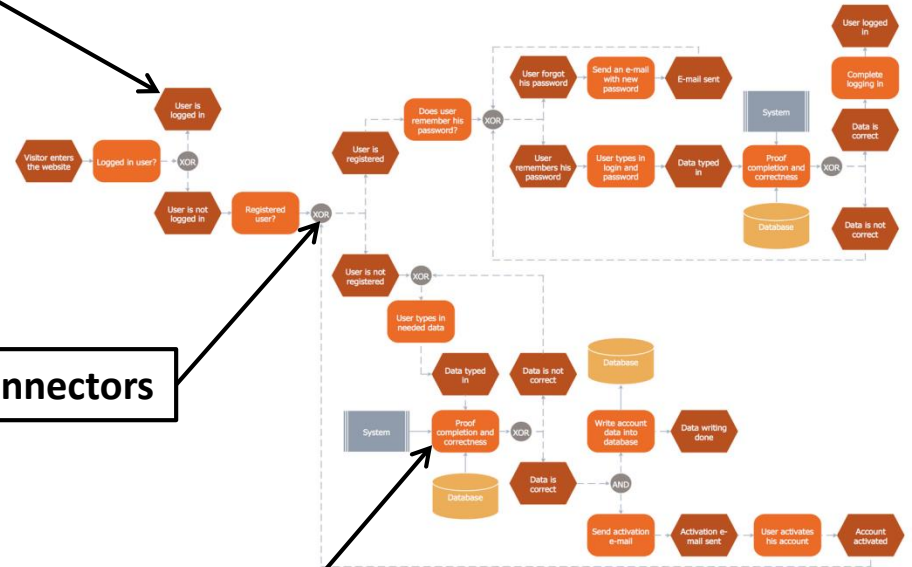 User logged
in
User forgot
his password
Send an e-mail
with new
password
E-mail sent
Complete
logging in
User is
logged in
Does user
remember his
password?
XOR
System
Data is
correct
Visitor enters
the website
Logged in user?
XOR
User is
registered
User
remembers his
password
User types in
login and
password
Data typed
in
Proof
completion and
correctness
XOR
User is not
logged in
Registered
user?
XOR
Database
Data is not
correct
User is not
registered
XOR
User types in
needed data
nnectors
Data typed
in
Data is not
correct
Database
System
Proof
completion and
correctness
XOR
Write account
data into
database
Data writing
done
Database
Data is
correct
AND
Send activation
e-mail
Activation e-
mail sent
User activates
his account
Account
activated